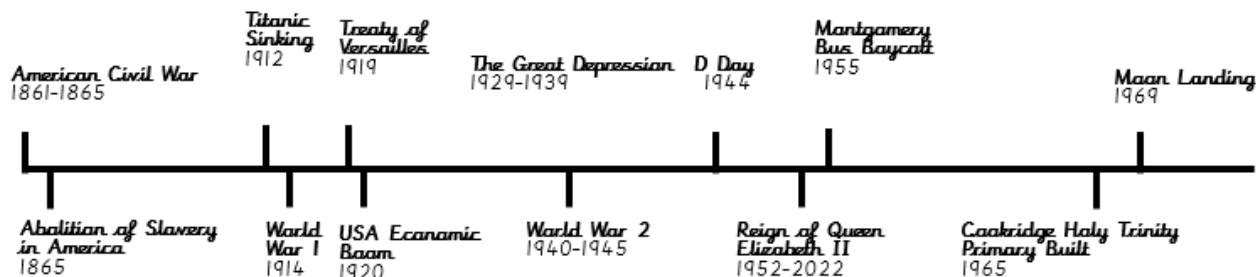 American Civil War
1861-1865
Titanic
Sinking
1912
Treaty of
Versailles
1919
The Great Depression
1929-1939
D Day
1944
Montgomery
Bus Boycott
1955
Moon Landing
1969
Abolition of Slavery
in America
1865
World
War 1
1914
USA Economic
Boom
1920
World War 2
1940-1945
Reign of Queen
Elizabeth II
1952-2022
Cookridge Holy Trinity
Primary Built
1965